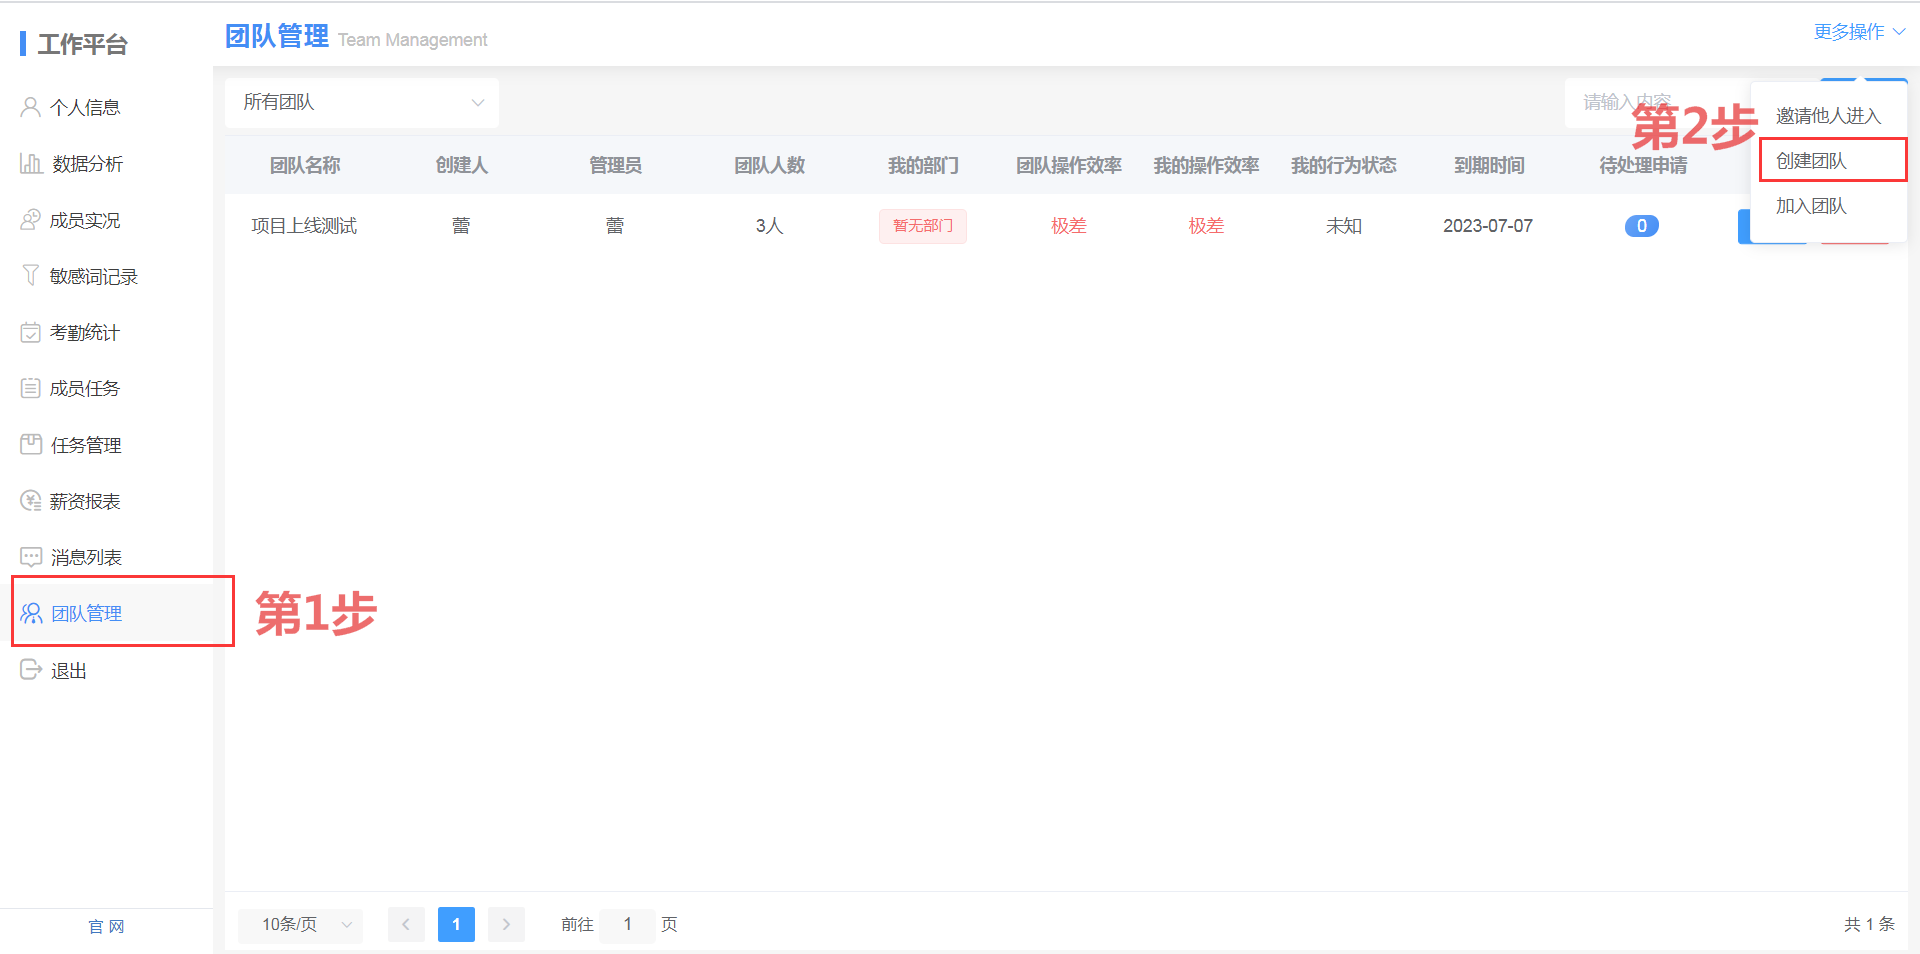 工作平台
个人信息
数据分析
成员实况
敏感词记录
考勤统计
成员任务
任务管理
薪资报表
消息列表
团队管理
退出
官网
团队管理 Team Management
更多操作
所有团队
请输入内容
邀请他人进入
创建团队
加入团队
第2步
团队名称 创建人 管理员 团队人数 我的部门 团队操作效率 我的操作效率 我的行为状态 到期时间 待处理申请
项目上线测试 蕾 蕾 3人 暂无部门 极差 极差 未知 2023-07-07 0
第1步
10条/页 1 前往 1 页 共 1 条